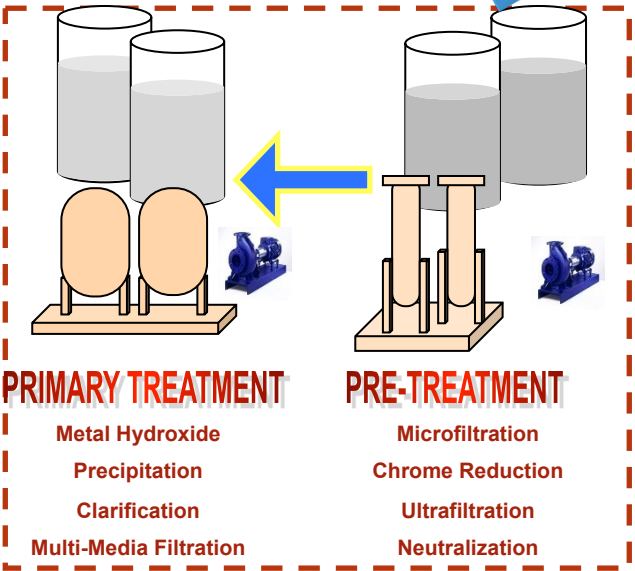 PRIMARY TREATMENT
Metal Hydroxide
Precipitation
Clarification
Multi-Media Filtration
PRE-TREATMENT
Microfiltration
Chrome Reduction
Ultrafiltration
Neutralization